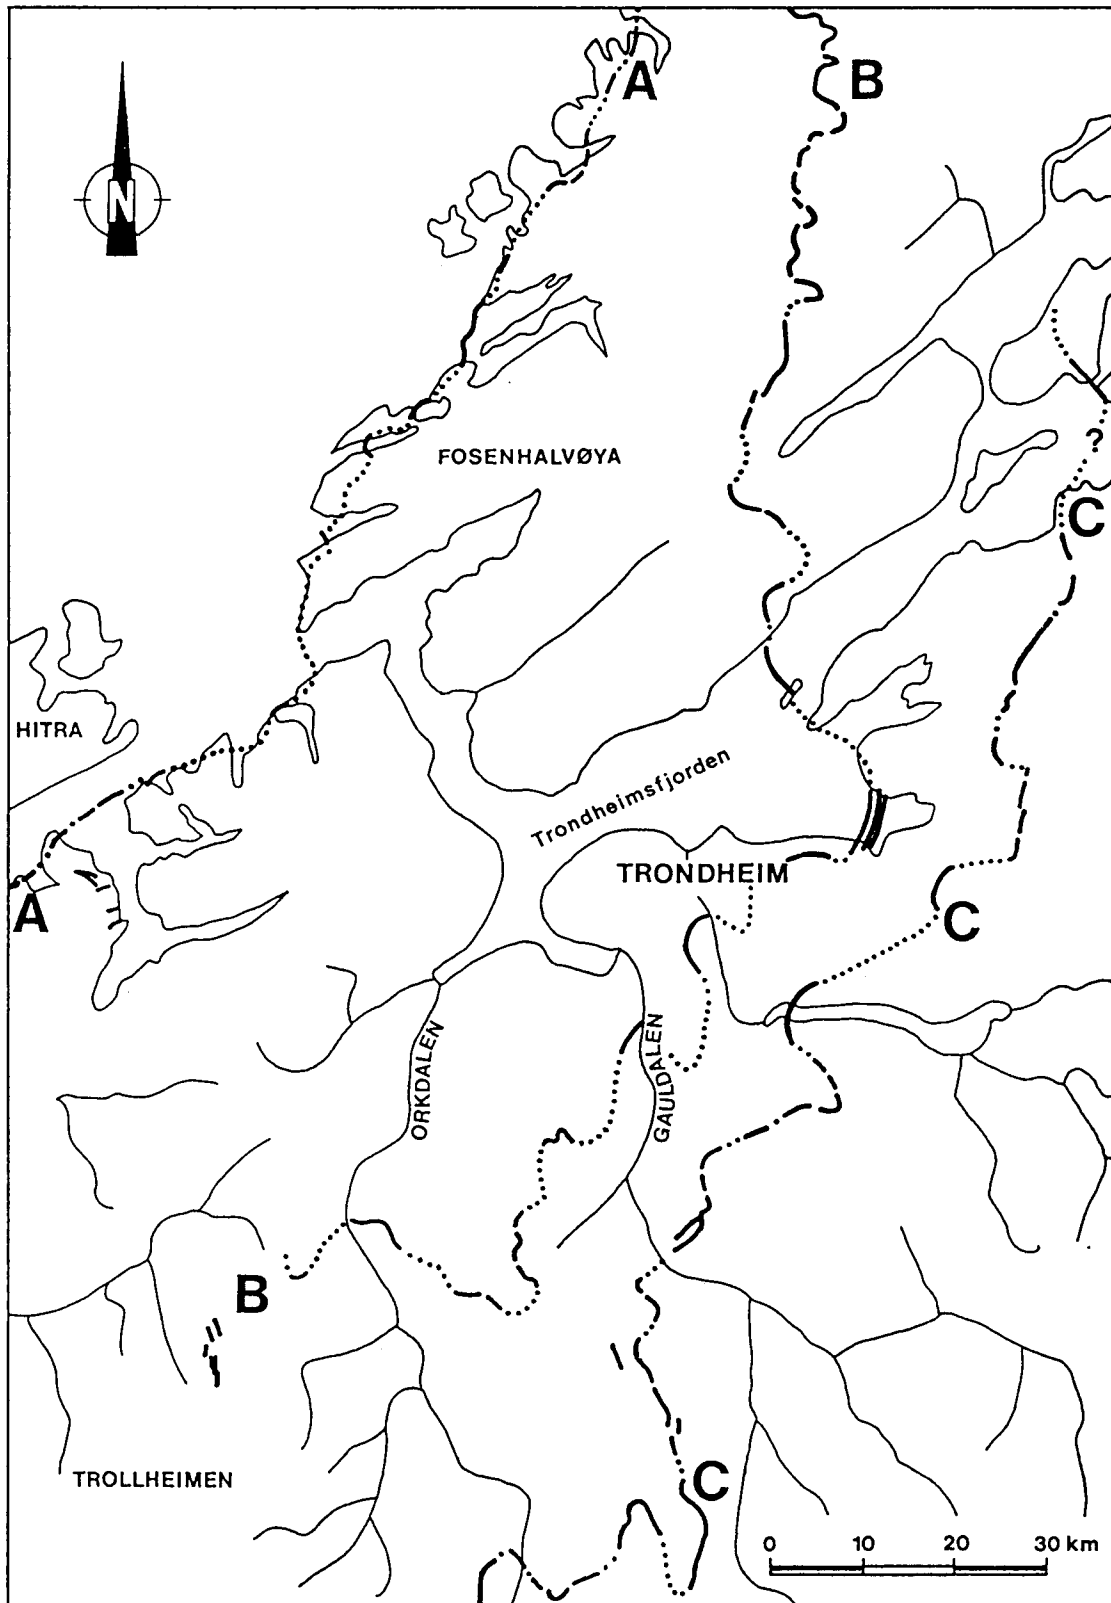 A
B
N
FOSENHALVØYA
?
C
HITRA
Trondheimsfjorden
TRONDHEIM
A
C
ORKDALEN
GAULDALEN
B
TROLLHEIMEN
C
0 10 20 30 km